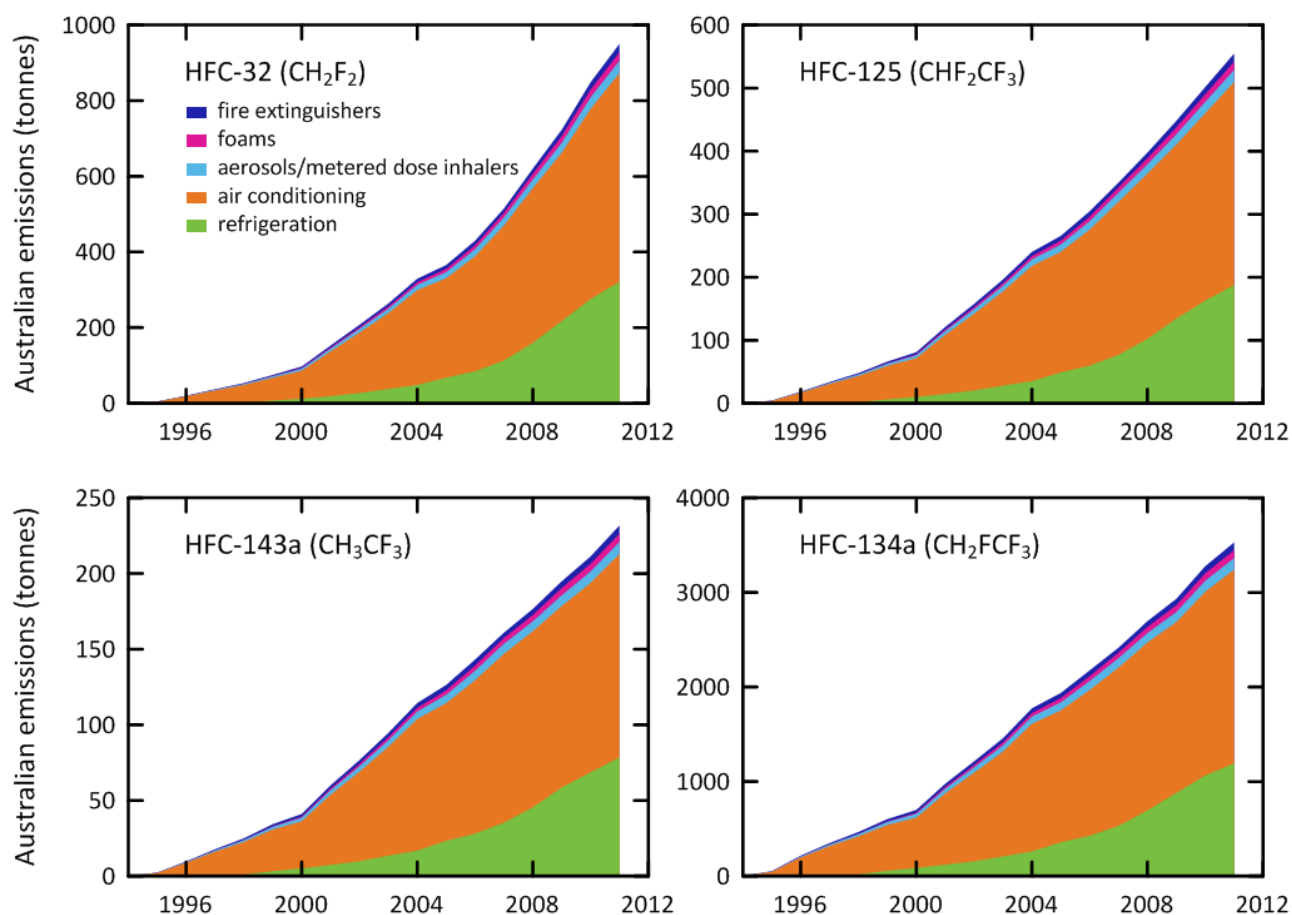 Australian emissions (tonnes)
1000
800
600
400
200
0
HFC-32 (CH₂F₂)
fire extinguishers
foams
aerosols/metered dose inhalers
air conditioning
refrigeration
1996 2000 2004 2008 2012
600
500
400
300
200
100
0
HFC-125 (CHF₂CF₃)
1996 2000 2004 2008 2012
Australian emissions (tonnes)
250
200
150
100
50
0
HFC-143a (CH₃CF₃)
1996 2000 2004 2008 2012
4000
3000
2000
1000
0
HFC-134a (CH₂FCF₃)
1996 2000 2004 2008 2012